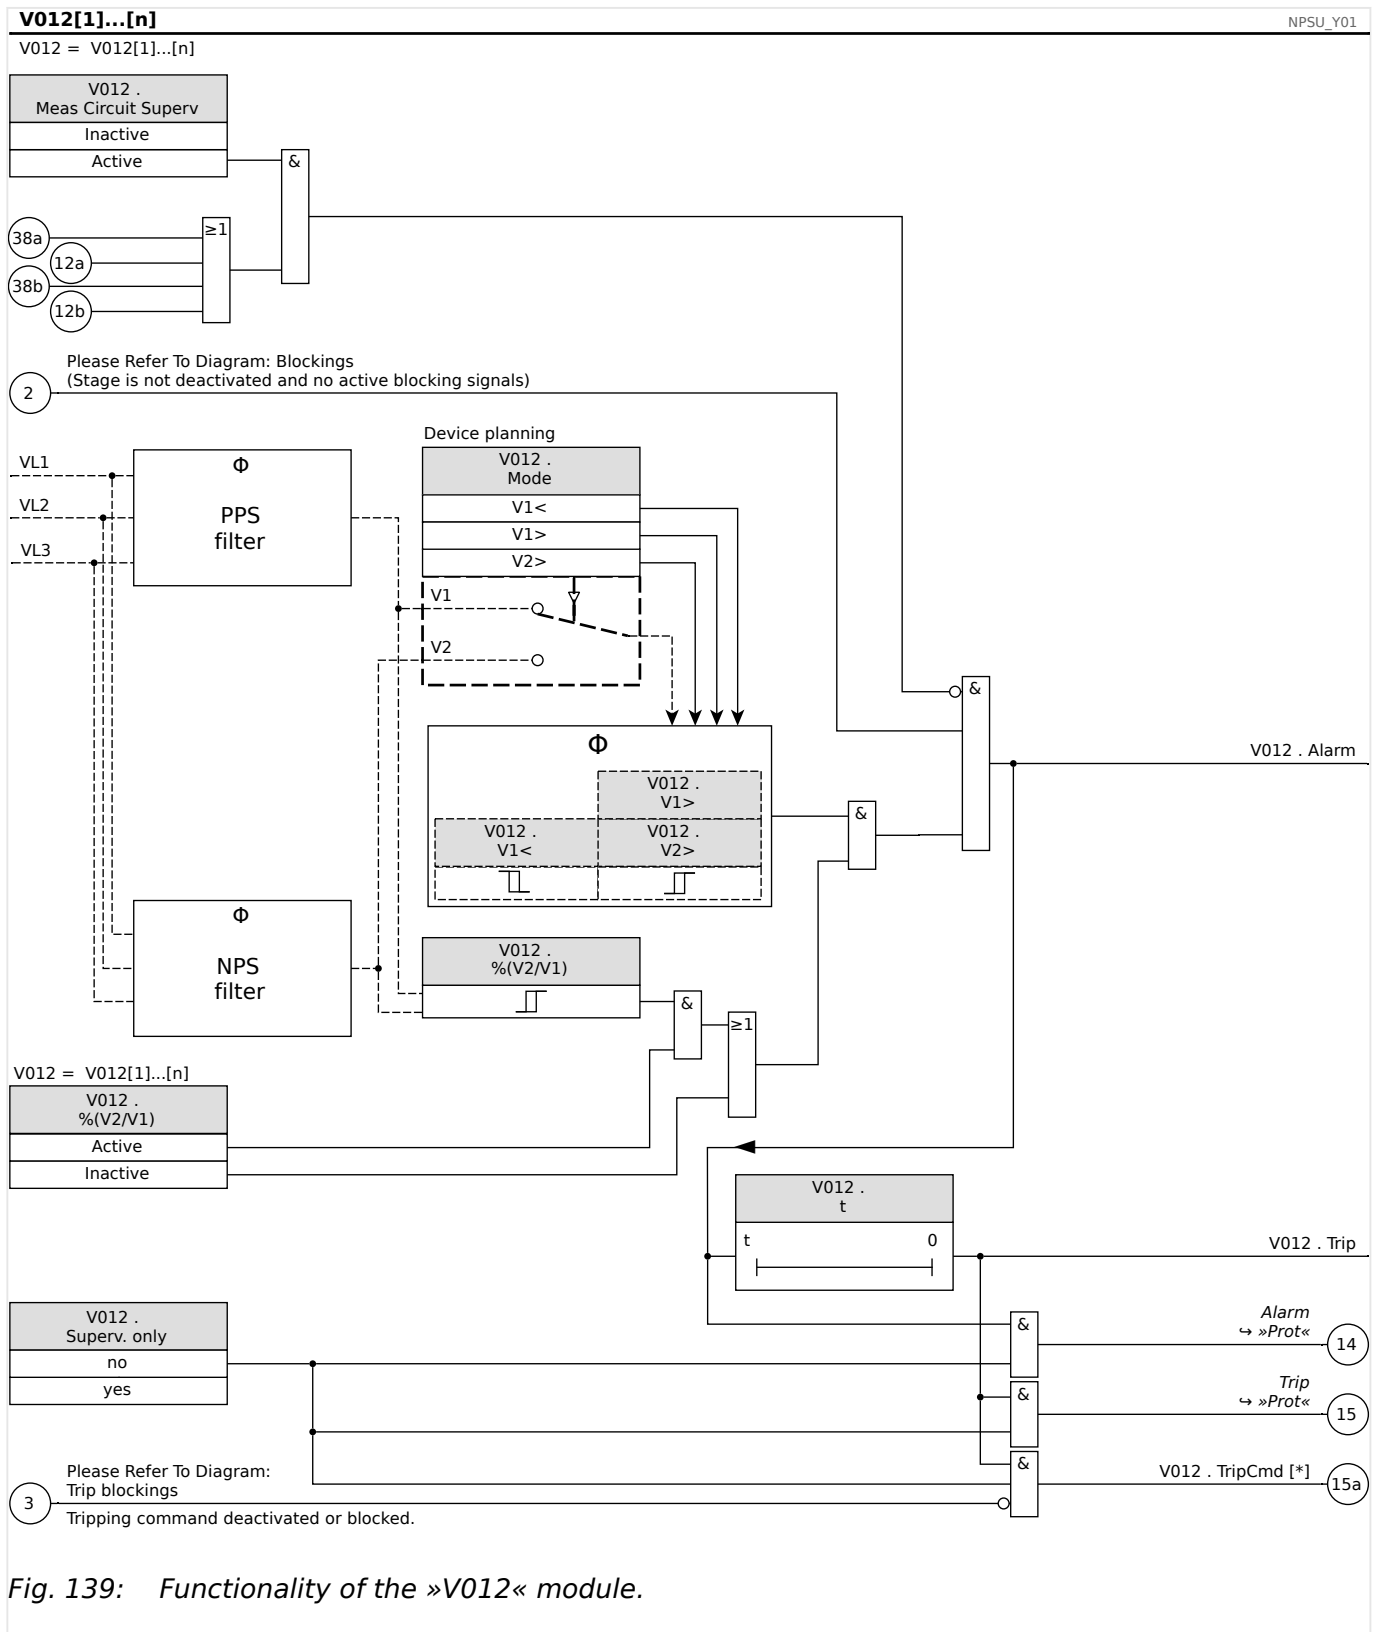 V012[1]...[n]
NPSU_Y01
V012 = V012[1]...[n]
V012 .
Meas Circuit Superv
Inactive
Active
&
38a
≥1
12a
38b
12b
Please Refer To Diagram: Blockings
(Stage is not deactivated and no active blocking signals)
2
Device planning
VL1
VL2
VL3
Φ
PPS
filter
V012 .
Mode
V1<
V1>
V2>
V1
V2
&
V012 . Alarm
Φ
V012 .
V1>
V012 .
V1<
V012 .
V2>
&
Φ
NPS
filter
V012 .
%(V2/V1)
&
≥1
V012 = V012[1]...[n]
V012 .
%(V2/V1)
Active
Inactive
V012 .
t
t
0
V012 . Trip
V012 .
Superv. only
no
yes
&
Alarm
↪ »Prot«
14
&
Trip
↪ »Prot«
15
&
V012 . TripCmd [*]
15a
Please Refer To Diagram:
Trip blockings
3
Tripping command deactivated or blocked.
Fig. 139: Functionality of the »V012« module.